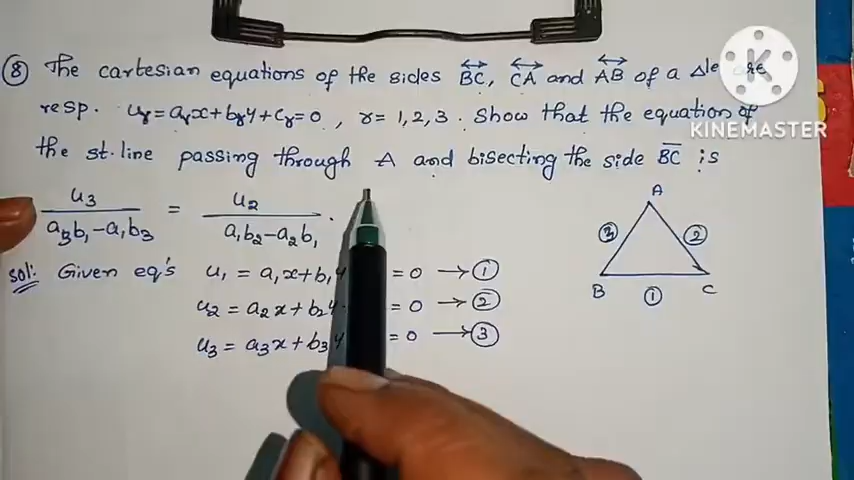 ⑧ The cartesian equations of the sides BC, CA and AB of a Δle are
resp. uᵣ=aᵣx+bᵣy+cᵣ=0 , r=1,2,3. Show that the equation of
the st.line passing through A and bisecting the side BC is
u₃/(a₃b₁-a₁b₃) = u₂/(a₁b₂-a₂b₁).
Sol: Given eq's u₁ = a₁x+b₁y = 0 → ①
u₂ = a₂x+b₂y = 0 → ②
u₃ = a₃x+b₃y = 0 → ③
A
③ ②
B ① C
K
KINEMASTER